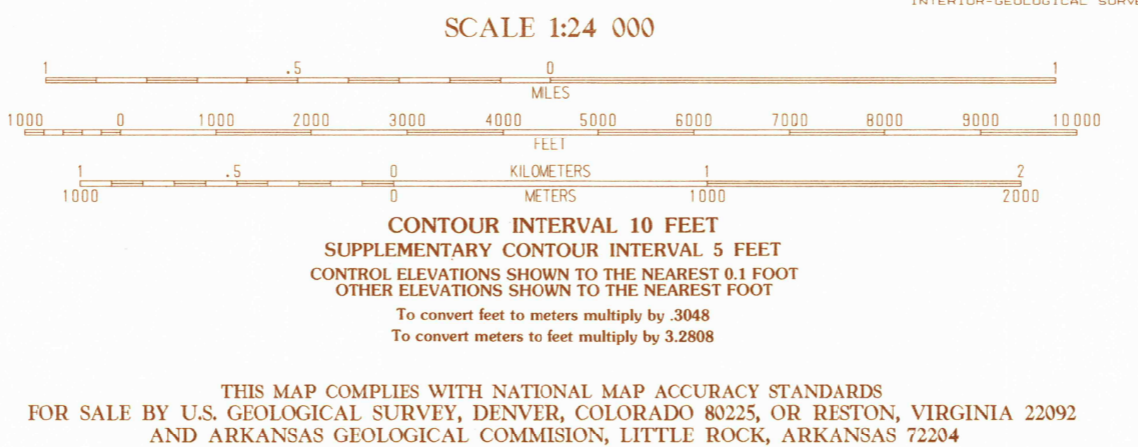 INTERIOR-GEOLOGICAL
SCALE 1:24 000
1 .5 0 1
MILES
1000 0 1000 2000 3000 4000 5000 6000 7000 8000 9000 10 000
FEET
1 .5 0 KILOMETERS 1 2
1000 0 METERS 1000 2000
CONTOUR INTERVAL 10 FEET
SUPPLEMENTARY CONTOUR INTERVAL 5 FEET
CONTROL ELEVATIONS SHOWN TO THE NEAREST 0.1 FOOT
OTHER ELEVATIONS SHOWN TO THE NEAREST FOOT
To convert feet to meters multiply by .3048
To convert meters to feet multiply by 3.2808
THIS MAP COMPLIES WITH NATIONAL MAP ACCURACY STANDARDS
FOR SALE BY U.S. GEOLOGICAL SURVEY, DENVER, COLORADO 80225, OR RESTON, VIRGINIA 22092
AND ARKANSAS GEOLOGICAL COMMISION, LITTLE ROCK, ARKANSAS 72204